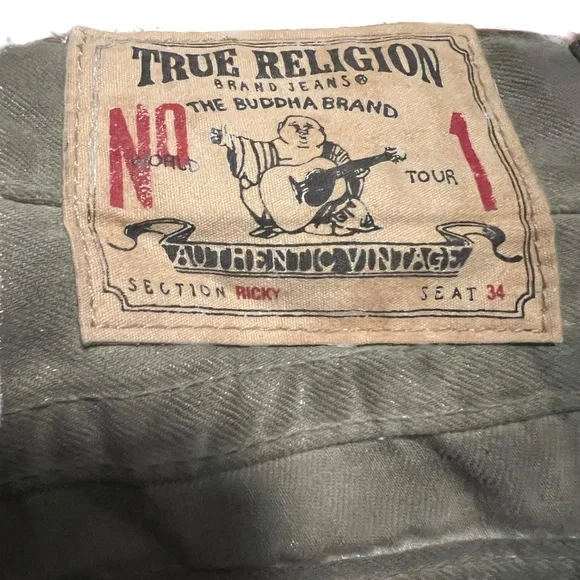 TRUE RELIGION
BRAND JEANS®
THE BUDDHA BRAND
NO 1
WORLD TOUR
AUTHENTIC VINTAGE
SECTION RICKY SEAT 34